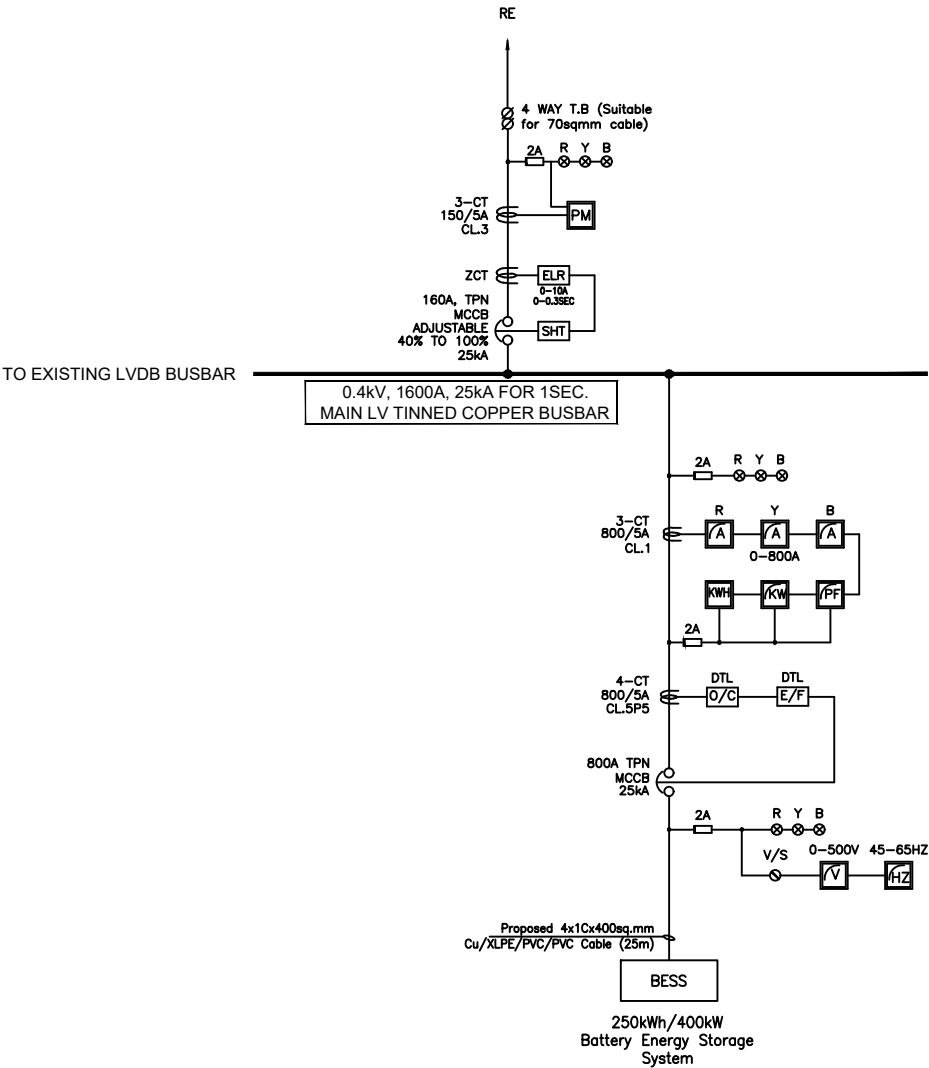 RE
4 WAY T.B (Suitable
for 70sqmm cable)
2A
R Y B
3-CT
150/5A
CL.3
PM
ZCT
ELR
0-10A
0-0.3SEC
160A, TPN
MCCB
ADJUSTABLE
40% TO 100%
25kA
SHT
TO EXISTING LVDB BUSBAR
0.4kV, 1600A, 25kA FOR 1SEC.
MAIN LV TINNED COPPER BUSBAR
2A
R Y B
3-CT
800/5A
CL.1
R Y B
A A A
0-800A
KWH KW PF
2A
4-CT
800/5A
CL.5P5
DTL DTL
O/C E/F
800A TPN
MCCB
25kA
2A
R Y B
V/S
0-500V 45-65HZ
V HZ
Proposed 4x1Cx400sq.mm
Cu/XLPE/PVC/PVC Cable (25m)
BESS
250kWh/400kW
Battery Energy Storage
System